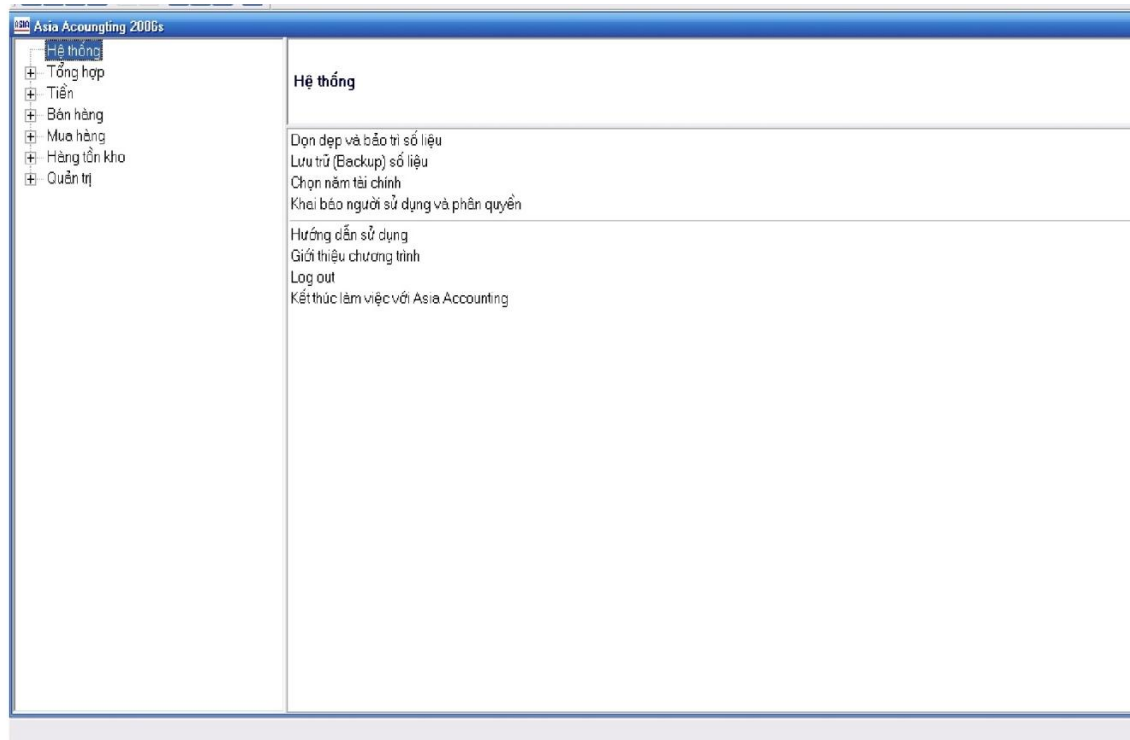 ASIA Asia Acoungting 2006s
Hệ thống
Tổng hợp
Tiền
Bán hàng
Mua hàng
Hàng tồn kho
Quản trị
Hệ thống
Dọn dẹp và bảo trì số liệu
Lưu trữ (Backup) số liệu
Chọn năm tài chính
Khai báo người sử dụng và phân quyền
Hướng dẫn sử dụng
Giới thiệu chương trình
Log out
Kết thúc làm việc với Asia Accounting